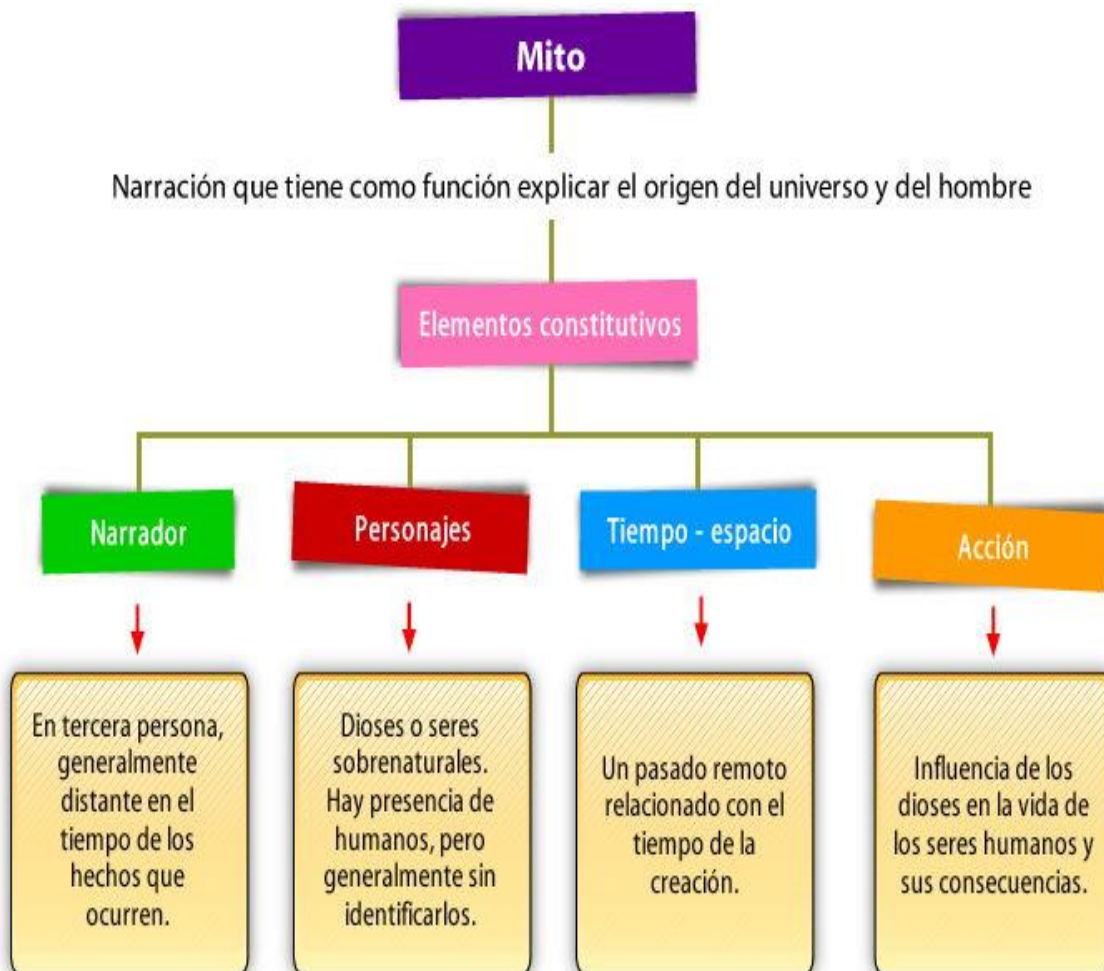 Mito
Narración que tiene como función explicar el origen del universo y del hombre
Elementos constitutivos
Narrador
Personajes
Tiempo - espacio
Acción
En tercera persona,
generalmente
distante en el
tiempo de los
hechos que
ocurren.
Dioses o seres
sobrenaturales.
Hay presencia de
humanos, pero
generalmente sin
identificarlos.
Un pasado remoto
relacionado con el
tiempo de la
creación.
Influencia de los
dioses en la vida de
los seres humanos y
sus consecuencias.